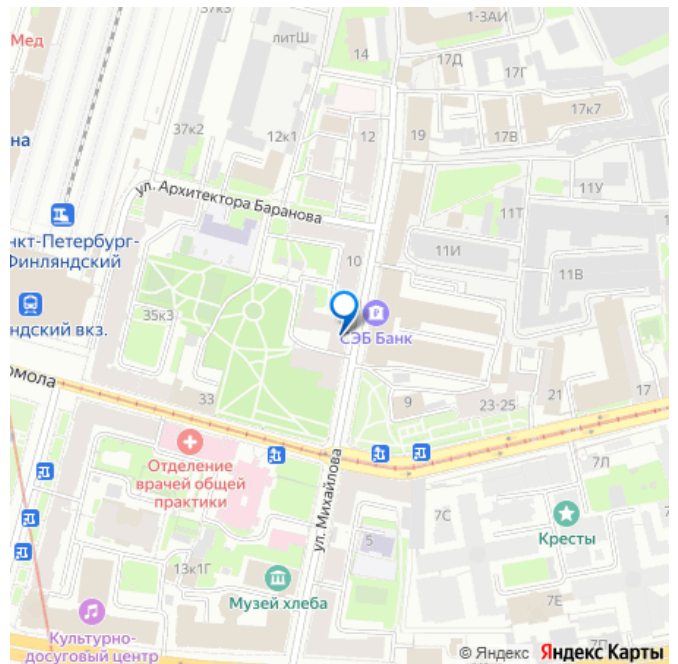 37к3
1-3АИ
Мед
литШ
14
17Д
17Г
17к7
37к2
12к1
12
19
17В
на
ул. Архитектора Баранова
11У
11Т
нкт-Петербург-
Финляндский
11И
10
11В
ндский вкз.
35к3
СЭБ Банк
омола
33
9
23-25
21
17
Отделение
врачей общей
практики
ул. Михайлова
7Л
7С
Кресты
5
13к1Г
Музей хлеба
7Е
Культурно-
досуговый центр
© Яндекс Яндекс Карты